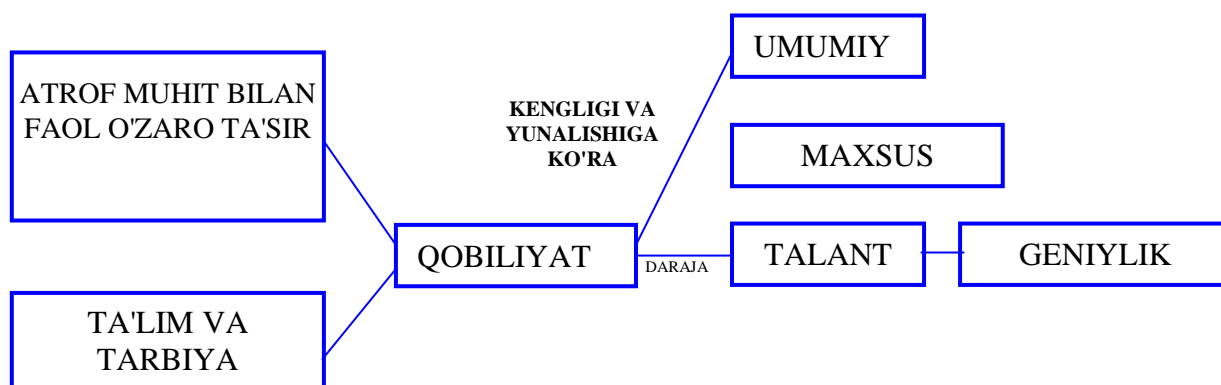 ATROF MUHIT BILAN
FAOL O'ZARO TA'SIR
TA'LIM VA
TARBIYA
QOBILIYAT
KENGLIGI VA
YUNALISHIGA
KO'RA
DARAJA
UMUMIY
MAXSUS
TALANT
GENIYLIK